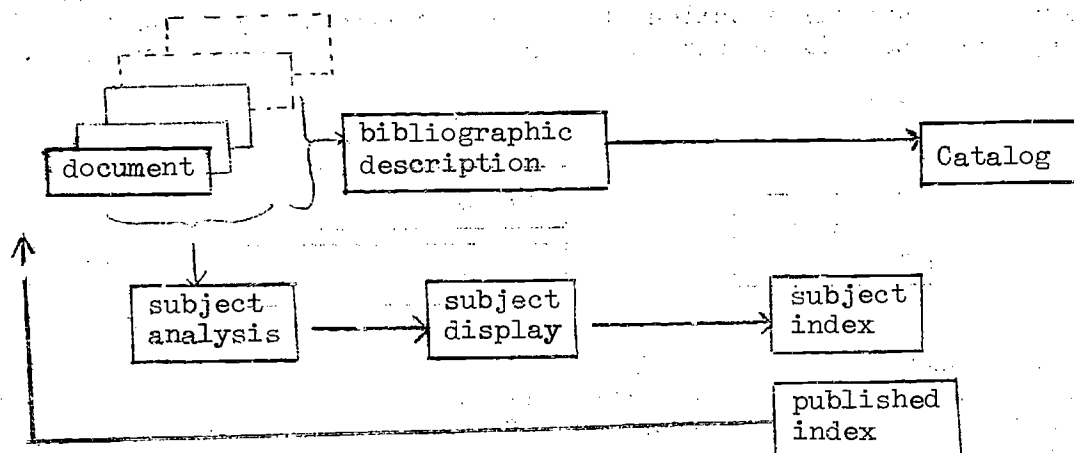 bibliographic
description
document
Catalog
subject
analysis
subject
display
subject
index
published
index